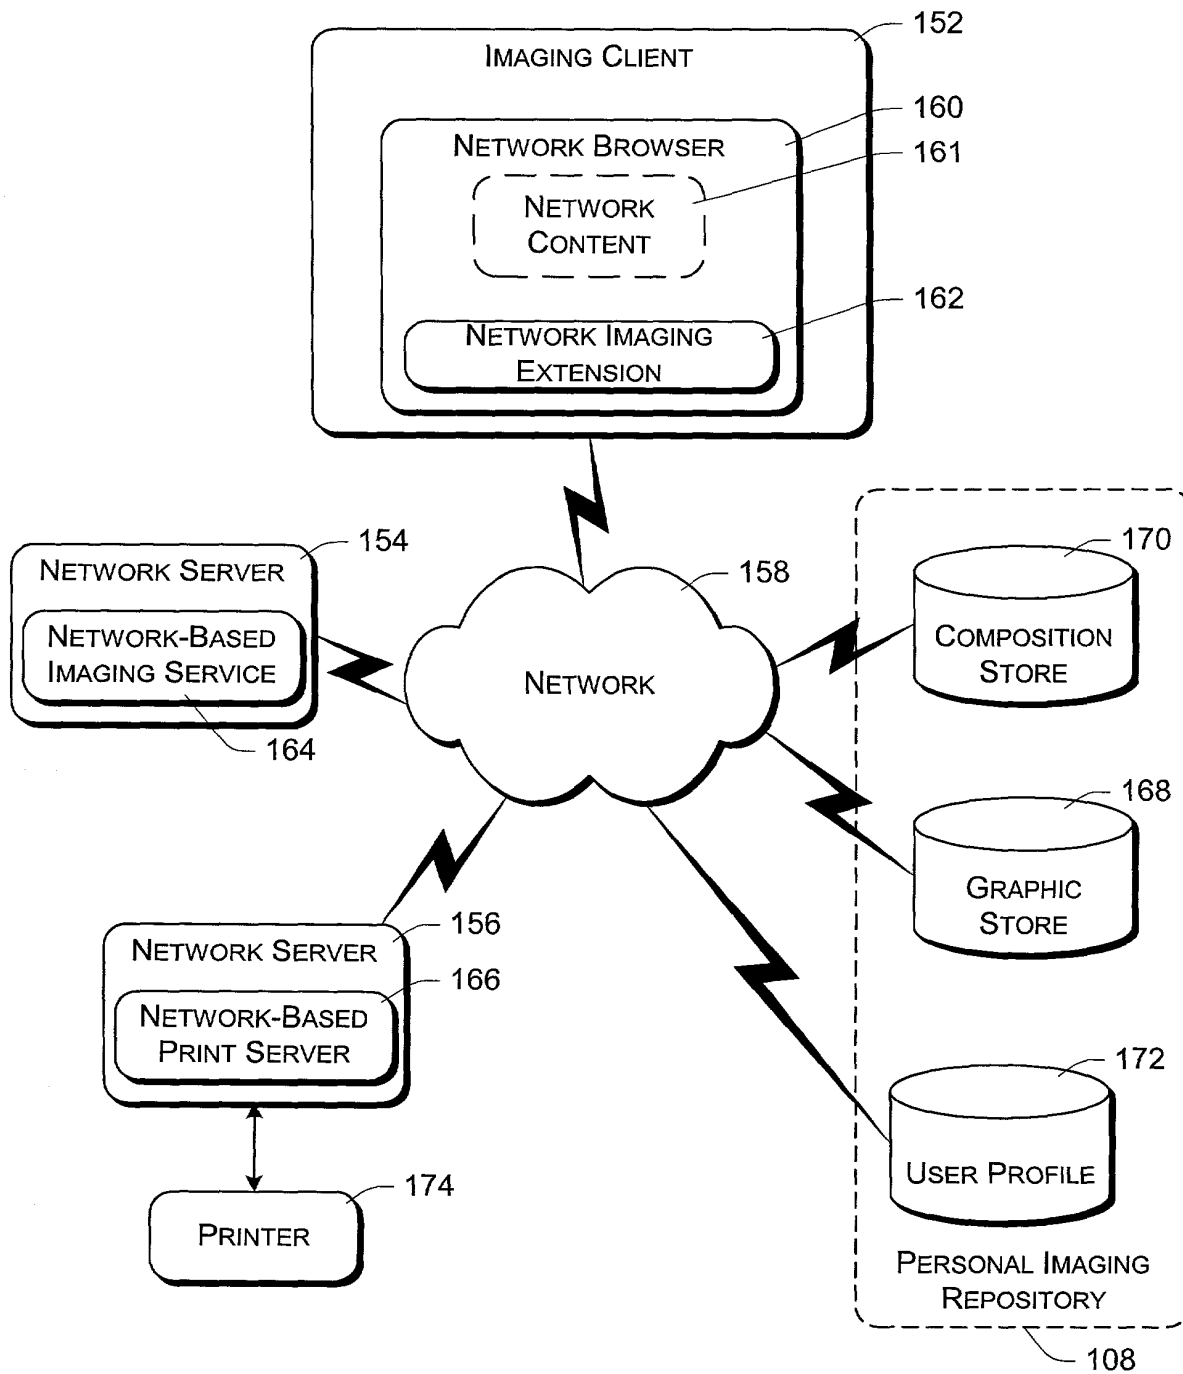 152
IMAGING CLIENT
160
NETWORK BROWSER
161
NETWORK
CONTENT
162
NETWORK IMAGING
EXTENSION
154
NETWORK SERVER
NETWORK-BASED
IMAGING SERVICE
164
158
NETWORK
170
COMPOSITION
STORE
168
GRAPHIC
STORE
156
NETWORK SERVER
166
NETWORK-BASED
PRINT SERVER
174
PRINTER
172
USER PROFILE
PERSONAL IMAGING
REPOSITORY
108